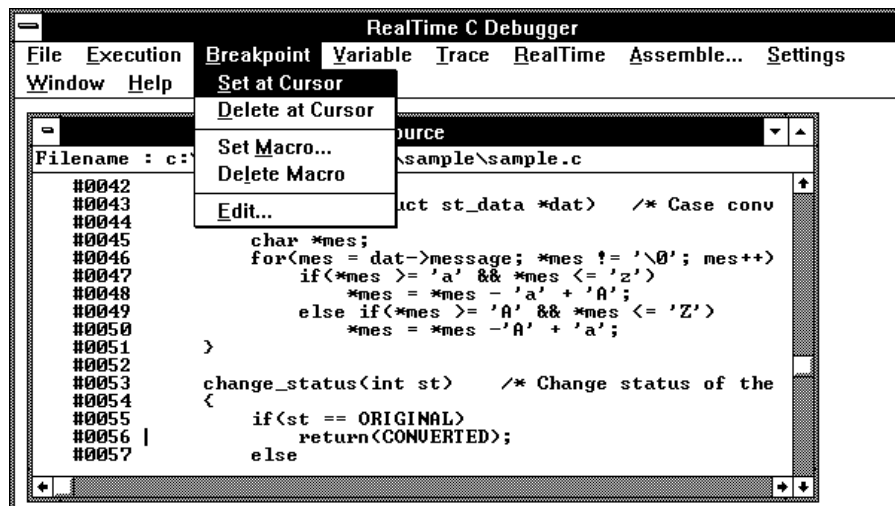 RealTime C Debugger
File Execution Breakpoint Variable Trace RealTime Assemble... Settings
Window Help
Set at Cursor
Delete at Cursor
Set Macro...
Delete Macro
Edit...
Filename : c:\ \sample\sample.c
#0042
#0043 st_data *dat) /* Case conv
#0044
#0045 char *mes;
#0046 for(mes = dat->message; *mes != '\0'; mes++)
#0047 if(*mes >= 'a' && *mes <= 'z')
#0048 *mes = *mes - 'a' + 'A';
#0049 else if(*mes >= 'A' && *mes <= 'Z')
#0050 *mes = *mes -'A' + 'a';
#0051 }
#0052
#0053 change_status(int st) /* Change status of the
#0054 {
#0055 if(st == ORIGINAL)
#0056 return(CONVERTED);
#0057 else